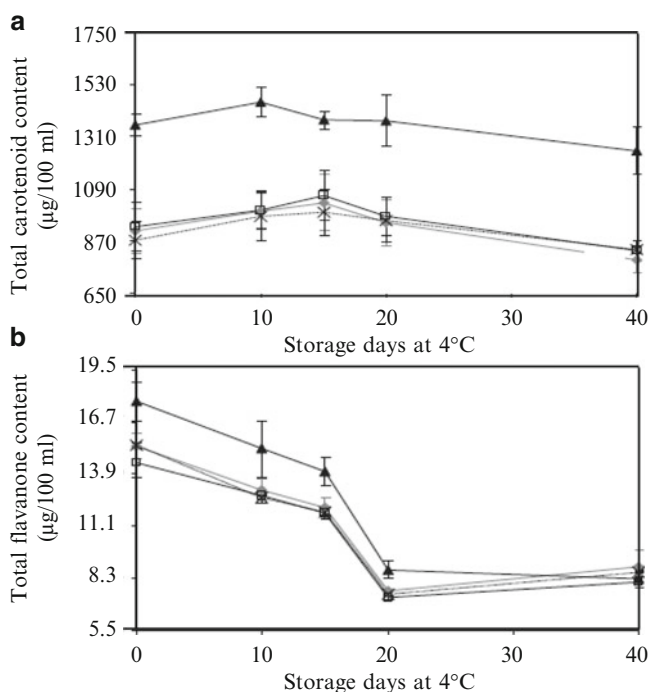 a
Total carotenoid content
(µg/100 ml)
1750
1530
1310
1090
870
650
0 10 20 30 40
Storage days at 4°C
b
Total flavanone content
(µg/100 ml)
19.5
16.7
13.9
11.1
8.3
5.5
0 10 20 30 40
Storage days at 4°C